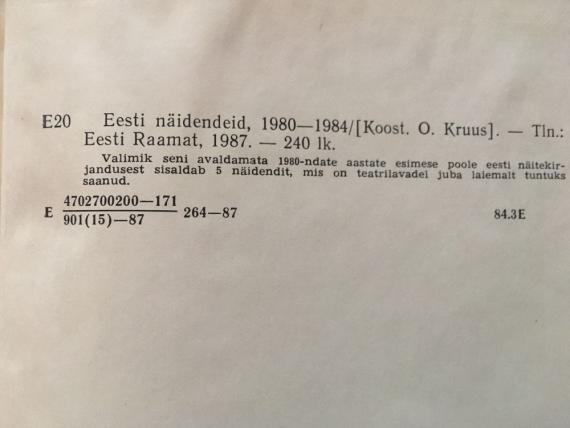 E20 Eesti näidendeid, 1980—1984/[Koost. O. Kruus]. — Tln.:
Eesti Raamat, 1987. — 240 lk.
Valimik seni avaldamata 1980-ndate aastate esimese poole eesti näitekir-
jandusest sisaldab 5 näidendit, mis on teatrilavadel juba laiemalt tuntuks
saanud.
E 4702700200—171
901(15)—87 264—87
84.3E